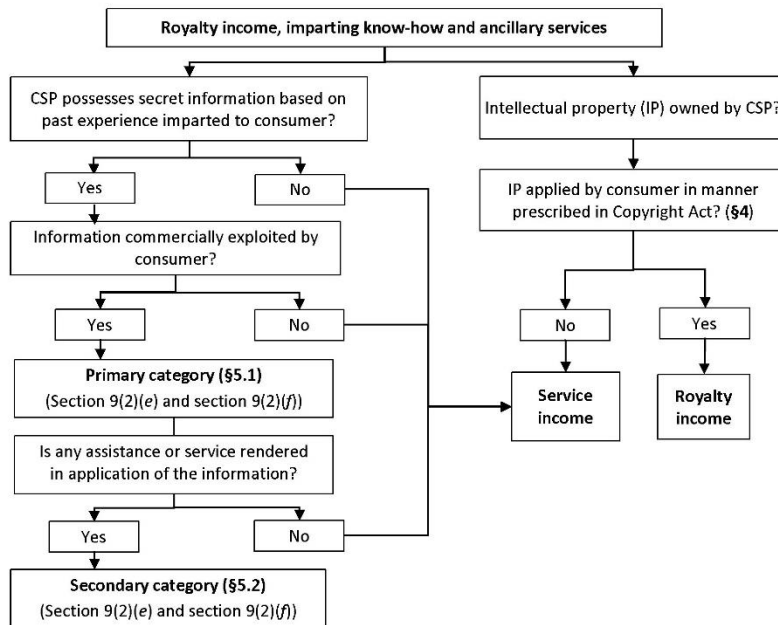 Royalty income, imparting know-how and ancillary services
CSP possesses secret information based on
past experience imparted to consumer?
Intellectual property (IP) owned by CSP?
Yes
No
IP applied by consumer in manner
prescribed in Copyright Act? (§4)
Information commercially exploited by
consumer?
Yes
No
No
Yes
Primary category (§5.1)
(Section 9(2)(e) and section 9(2)(f))
Service
income
Royalty
income
Is any assistance or service rendered
in application of the information?
Yes
No
Secondary category (§5.2)
(Section 9(2)(e) and section 9(2)(f))